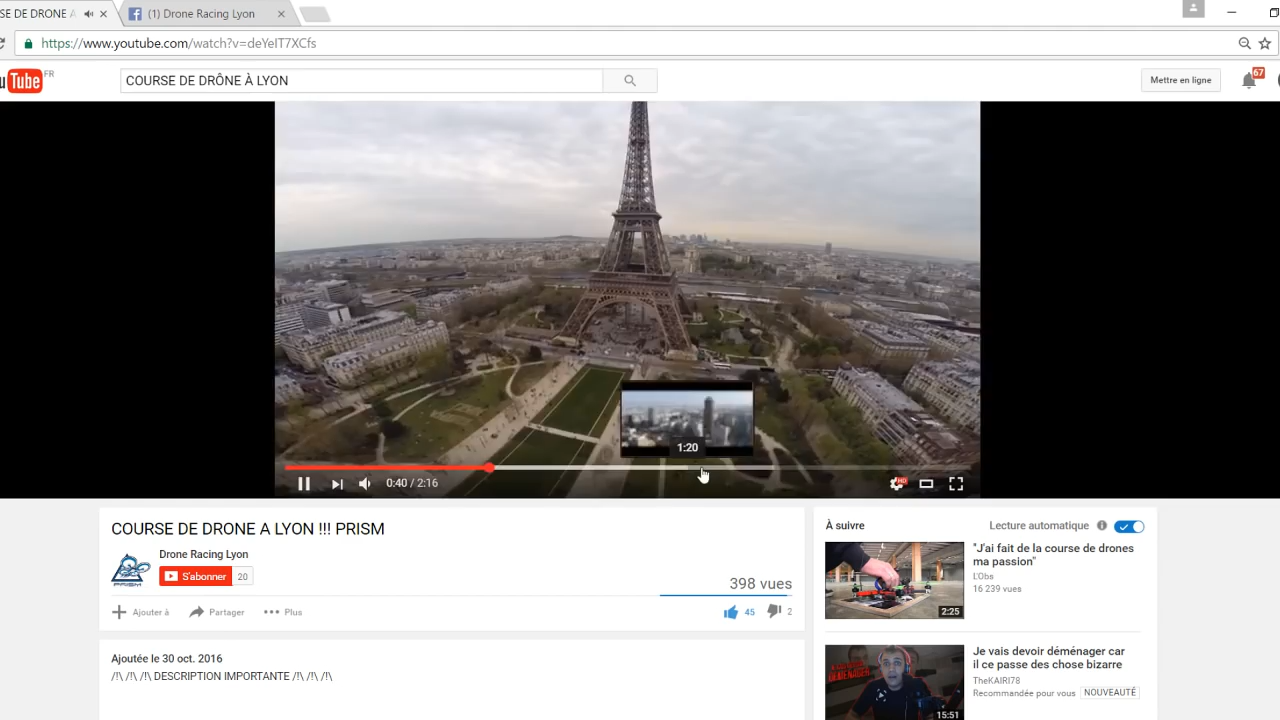 SE DE DRONE A
(1) Drone Racing Lyon
https://www.youtube.com/watch?v=deYeIT7XCfs
Tube FR
COURSE DE DRÔNE À LYON
Mettre en ligne
67
1:20
0:40 / 2:16
HD
COURSE DE DRONE A LYON !!! PRISM
Drone Racing Lyon
PRISM
S'abonner 20
398 vues
Ajouter à Partager Plus
45 2
Ajoutée le 30 oct. 2016
/!\ /!\ /!\ DESCRIPTION IMPORTANTE /!\ /!\ /!\
À suivre
Lecture automatique
"J'ai fait de la course de drones
ma passion"
L'Obs
16 239 vues
2:25
Je vais devoir déménager car
il ce passe des chose bizarre
TheKAIRI78
Recommandée pour vous NOUVEAUTÉ
15:51